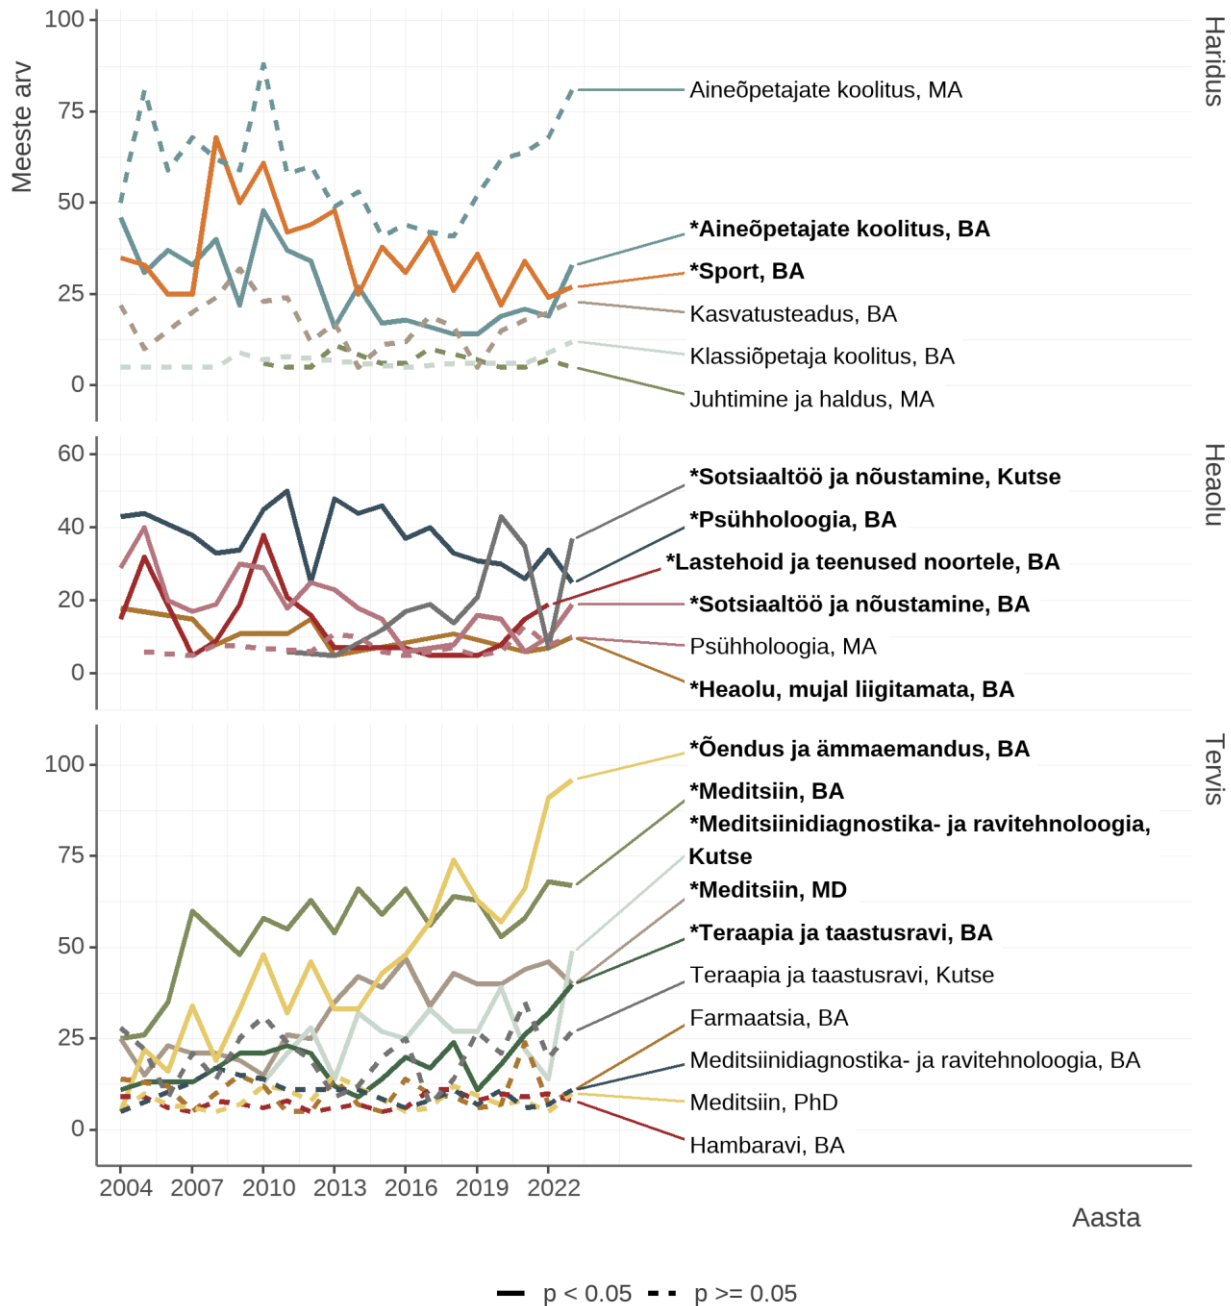 Meeste arv
Haridus
100
75
50
25
0
Aineõpetajate koolitus, MA
*Aineõpetajate koolitus, BA
*Sport, BA
Kasvatusteadus, BA
Klassiõpetaja koolitus, BA
Juhtimine ja haldus, MA
Heaolu
60
40
20
0
*Sotsiaaltöö ja nõustamine, Kutse
*Psühholoogia, BA
*Lastehoid ja teenused noortele, BA
*Sotsiaaltöö ja nõustamine, BA
Psühholoogia, MA
*Heaolu, mujal liigitamata, BA
Tervis
100
75
50
25
0
*Õendus ja ämmaemandus, BA
*Meditsiin, BA
*Meditsiinidiagnostika- ja ravitehnoloogia,
Kutse
*Meditsiin, MD
*Teraapia ja taastusravi, BA
Teraapia ja taastusravi, Kutse
Farmaatsia, BA
Meditsiinidiagnostika- ja ravitehnoloogia, BA
Meditsiin, PhD
Hambaravi, BA
2004 2007 2010 2013 2016 2019 2022
Aasta
p < 0.05 p >= 0.05